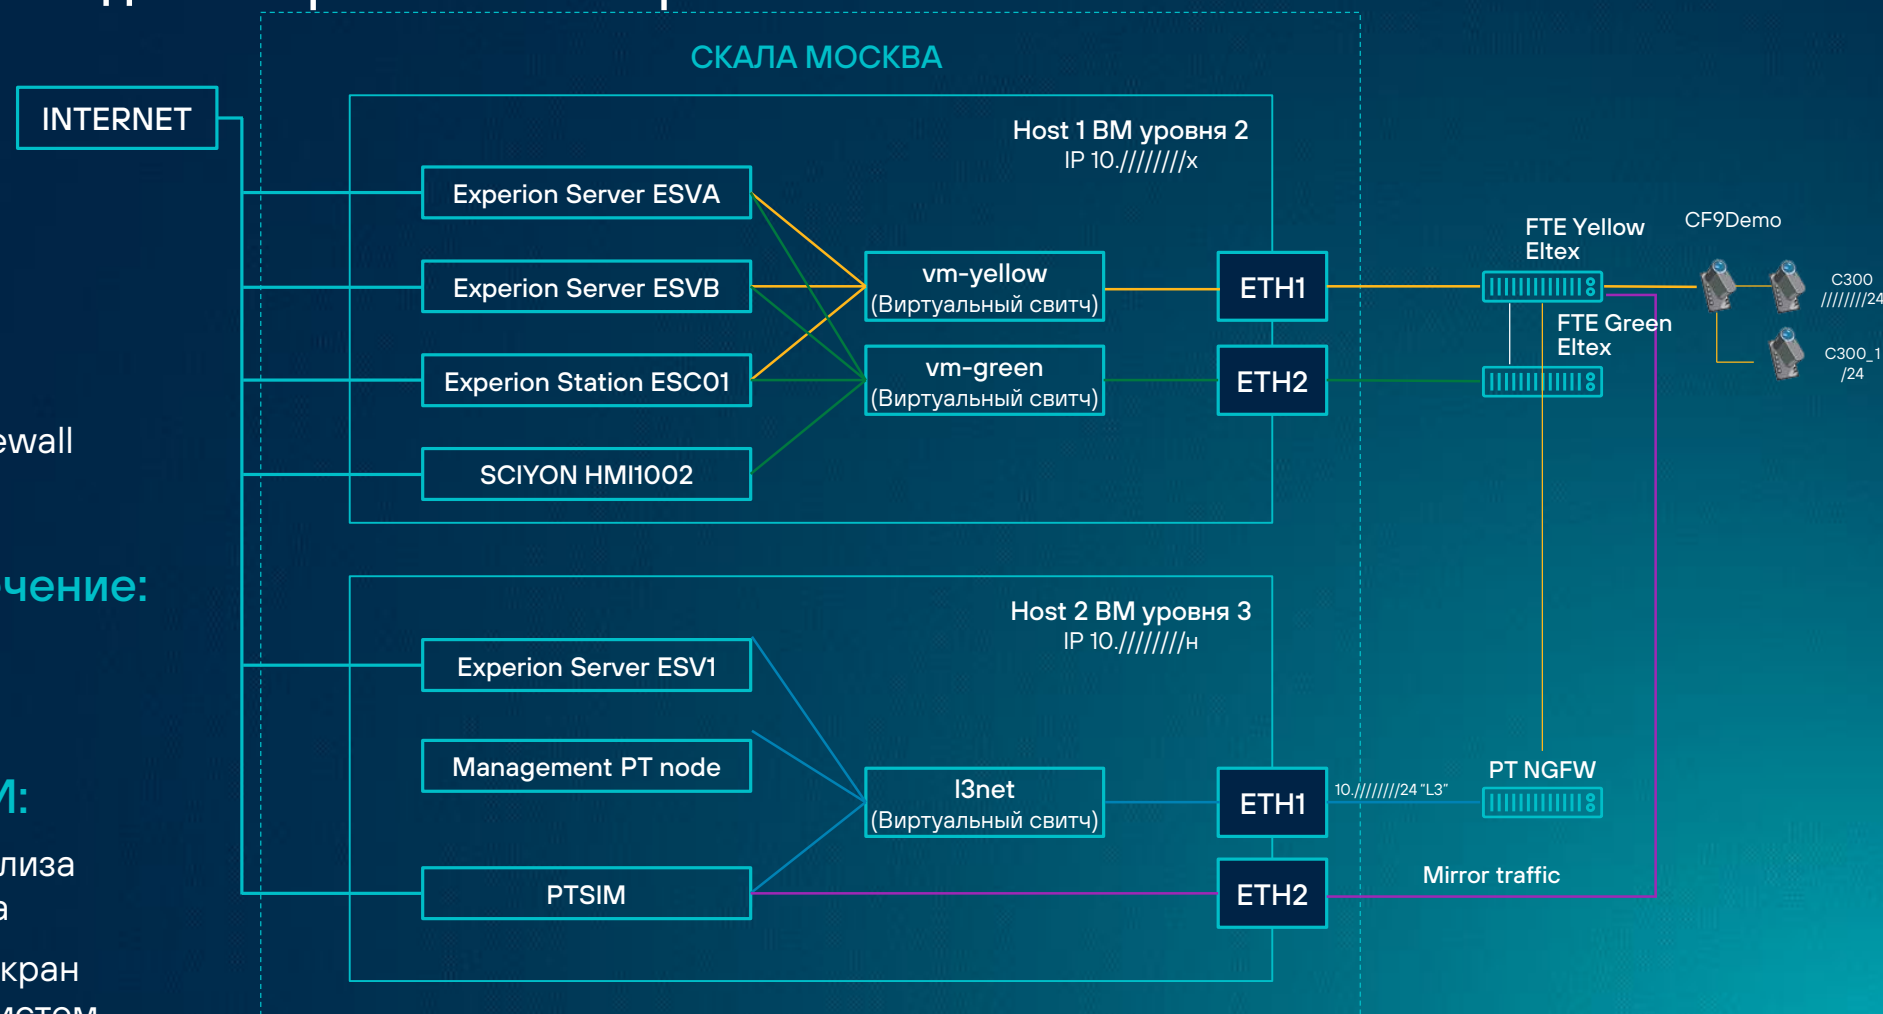 СКАЛА МОСКВА
INTERNET
Host 1 ВМ уровня 2
IP 10.////////x
Experion Server ESVA
Experion Server ESVB
Experion Station ESC01
SCIYON HMI1002
vm-yellow
(Виртуальный свитч)
vm-green
(Виртуальный свитч)
ETH1
ETH2
FTE Yellow
Eltex
FTE Green
Eltex
CF9Demo
C300
////////24
C300_1
/24
ewall
чение:
М:
лиза
а
кран
Host 2 ВМ уровня 3
IP 10.////////н
Experion Server ESV1
Management PT node
PTSIM
l3net
(Виртуальный свитч)
ETH1
ETH2
10.////////24 "L3"
PT NGFW
Mirror traffic